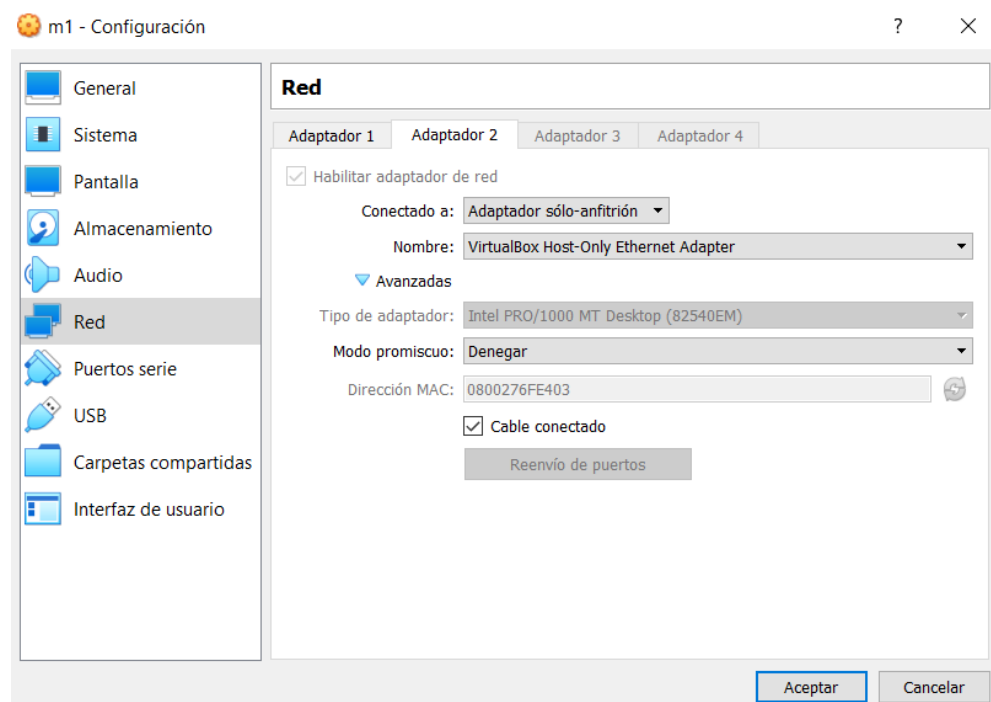 m1 - Configuración
?
General
Sistema
Pantalla
Almacenamiento
Audio
Red
Puertos serie
USB
Carpetas compartidas
Interfaz de usuario
Red
Adaptador 1 Adaptador 2 Adaptador 3 Adaptador 4
Habilitar adaptador de red
Conectado a: Adaptador sólo-anfitrión
Nombre: VirtualBox Host-Only Ethernet Adapter
Avanzadas
Tipo de adaptador: Intel PRO/1000 MT Desktop (82540EM)
Modo promiscuo: Denegar
Dirección MAC: 0800276FE403
Cable conectado
Reenvío de puertos
Aceptar Cancelar